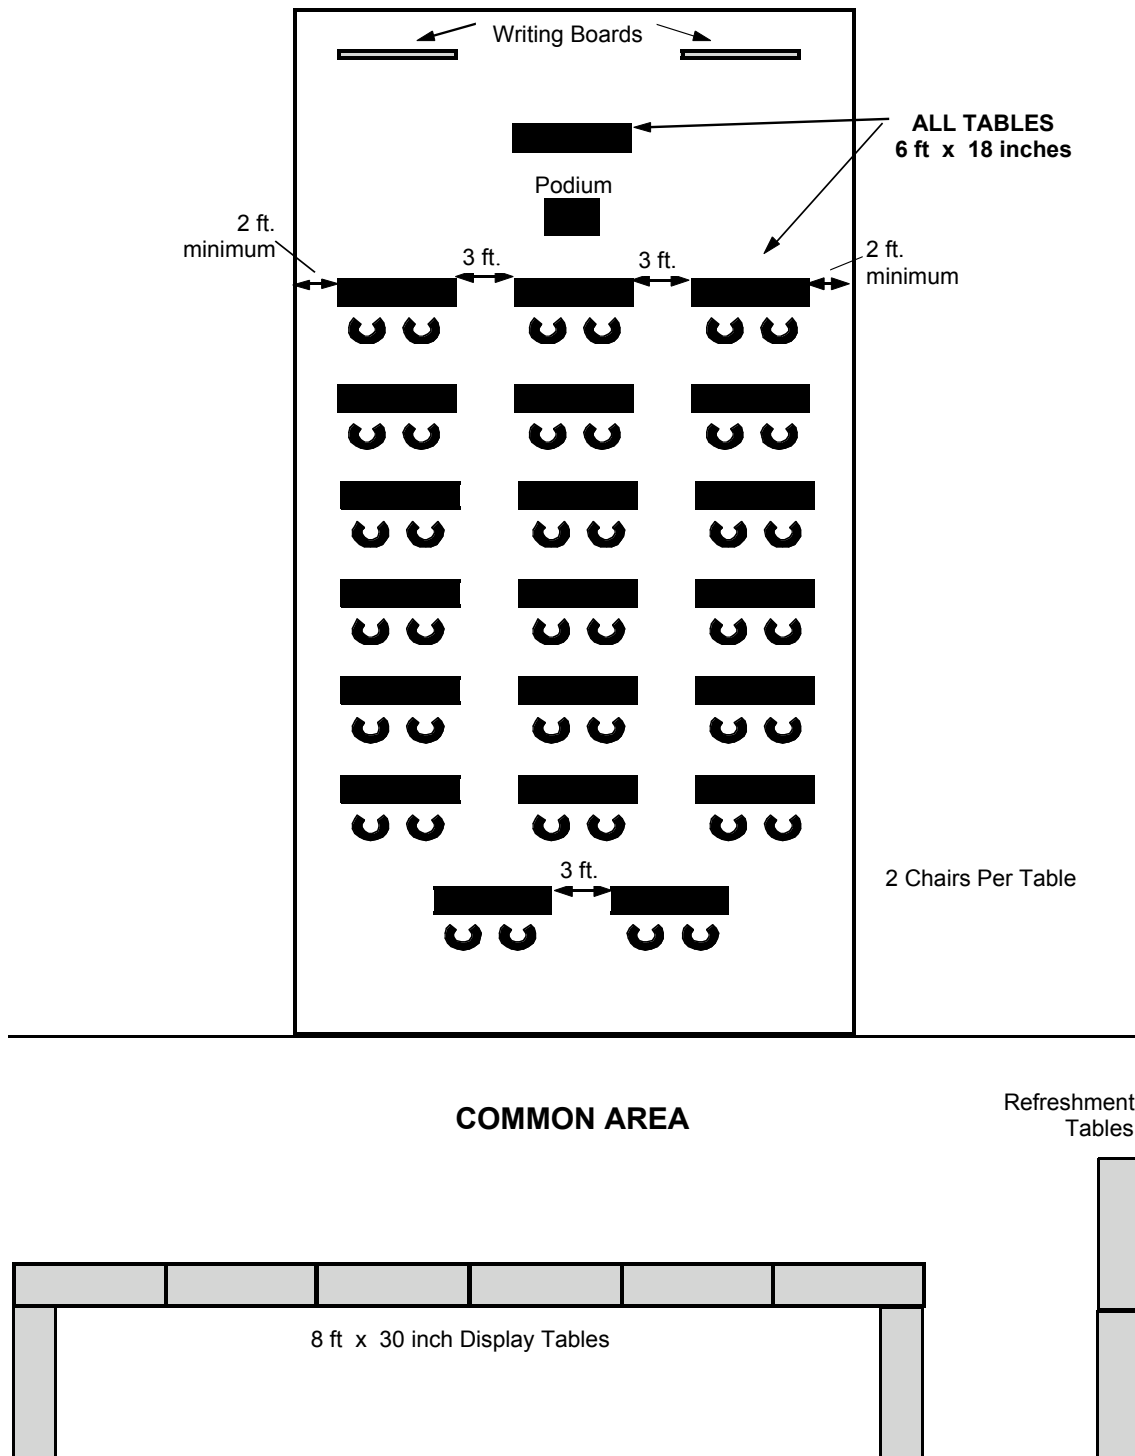 Writing Boards
ALL TABLES
6 ft  x  18 inches
Podium
2 ft.
minimum
3 ft.
3 ft.
2 ft.
minimum
3 ft.
2 Chairs Per Table
COMMON AREA
Refreshment
Tables
8 ft  x  30 inch Display Tables